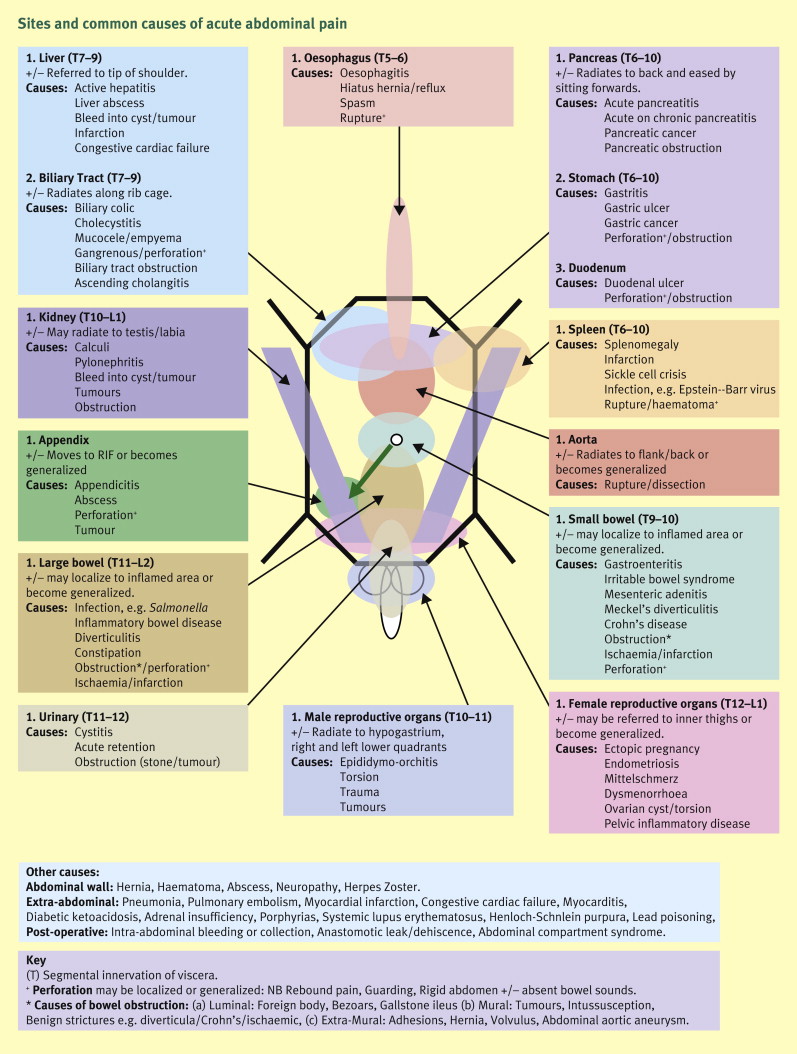 Sites and common causes of acute abdominal pain
1. Liver (T7–9)
+/– Referred to tip of shoulder.
Causes: Active hepatitis
Liver abscess
Bleed into cyst/tumour
Infarction
Congestive cardiac failure
2. Biliary Tract (T7–9)
+/– Radiates along rib cage.
Causes: Biliary colic
Cholecystitis
Mucocele/empyema
Gangrenous/perforation⁺
Biliary tract obstruction
Ascending cholangitis
1. Oesophagus (T5–6)
Causes: Oesophagitis
Hiatus hernia/reflux
Spasm
Rupture⁺
1. Pancreas (T6–10)
+/– Radiates to back and eased by
sitting forwards.
Causes: Acute pancreatitis
Acute on chronic pancreatitis
Pancreatic cancer
Pancreatic obstruction
2. Stomach (T6–10)
Causes: Gastritis
Gastric ulcer
Gastric cancer
Perforation⁺/obstruction
3. Duodenum
Causes: Duodenal ulcer
Perforation⁺/obstruction
1. Kidney (T10–L1)
+/– May radiate to testis/labia
Causes: Calculi
Pylonephritis
Bleed into cyst/tumour
Tumours
Obstruction
1. Spleen (T6–10)
Causes: Splenomegaly
Infarction
Sickle cell crisis
Infection, e.g. Epstein--Barr virus
Rupture/haematoma⁺
1. Appendix
+/– Moves to RIF or becomes
generalized
Causes: Appendicitis
Abscess
Perforation⁺
Tumour
1. Aorta
+/– Radiates to flank/back or
becomes generalized
Causes: Rupture/dissection
1. Large bowel (T11–L2)
+/– may localize to inflamed area or
become generalized.
Causes: Infection, e.g. Salmonella
Inflammatory bowel disease
Diverticulitis
Constipation
Obstruction*/perforation⁺
Ischaemia/infarction
1. Small bowel (T9–10)
+/– may localize to inflamed area or
become generalized.
Causes: Gastroenteritis
Irritable bowel syndrome
Mesenteric adenitis
Meckel's diverticulitis
Crohn's disease
Obstruction*
Ischaemia/infarction
Perforation⁺
1. Urinary (T11–12)
Causes: Cystitis
Acute retention
Obstruction (stone/tumour)
1. Male reproductive organs (T10–11)
+/– Radiate to hypogastrium,
right and left lower quadrants
Causes: Epididymo-orchitis
Torsion
Trauma
Tumours
1. Female reproductive organs (T12–L1)
+/– may be referred to inner thighs or
become generalized.
Causes: Ectopic pregnancy
Endometriosis
Mittelschmerz
Dysmenorrhoea
Ovarian cyst/torsion
Pelvic inflammatory disease
Other causes:
Abdominal wall: Hernia, Haematoma, Abscess, Neuropathy, Herpes Zoster.
Extra-abdominal: Pneumonia, Pulmonary embolism, Myocardial infarction, Congestive cardiac failure, Myocarditis,
Diabetic ketoacidosis, Adrenal insufficiency, Porphyrias, Systemic lupus erythematosus, Henloch-Schnlein purpura, Lead poisoning,
Post-operative: Intra-abdominal bleeding or collection, Anastomotic leak/dehiscence, Abdominal compartment syndrome.
Key
(T) Segmental innervation of viscera.
⁺ Perforation may be localized or generalized: NB Rebound pain, Guarding, Rigid abdomen +/– absent bowel sounds.
* Causes of bowel obstruction: (a) Luminal: Foreign body, Bezoars, Gallstone ileus (b) Mural: Tumours, Intussusception,
Benign strictures e.g. diverticula/Crohn's/ischaemic, (c) Extra-Mural: Adhesions, Hernia, Volvulus, Abdominal aortic aneurysm.